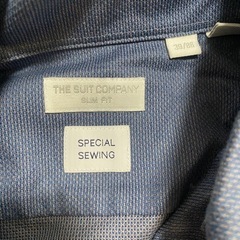 THE SUIT COMPANY
SLIM FIT
SPECIAL
SEWING